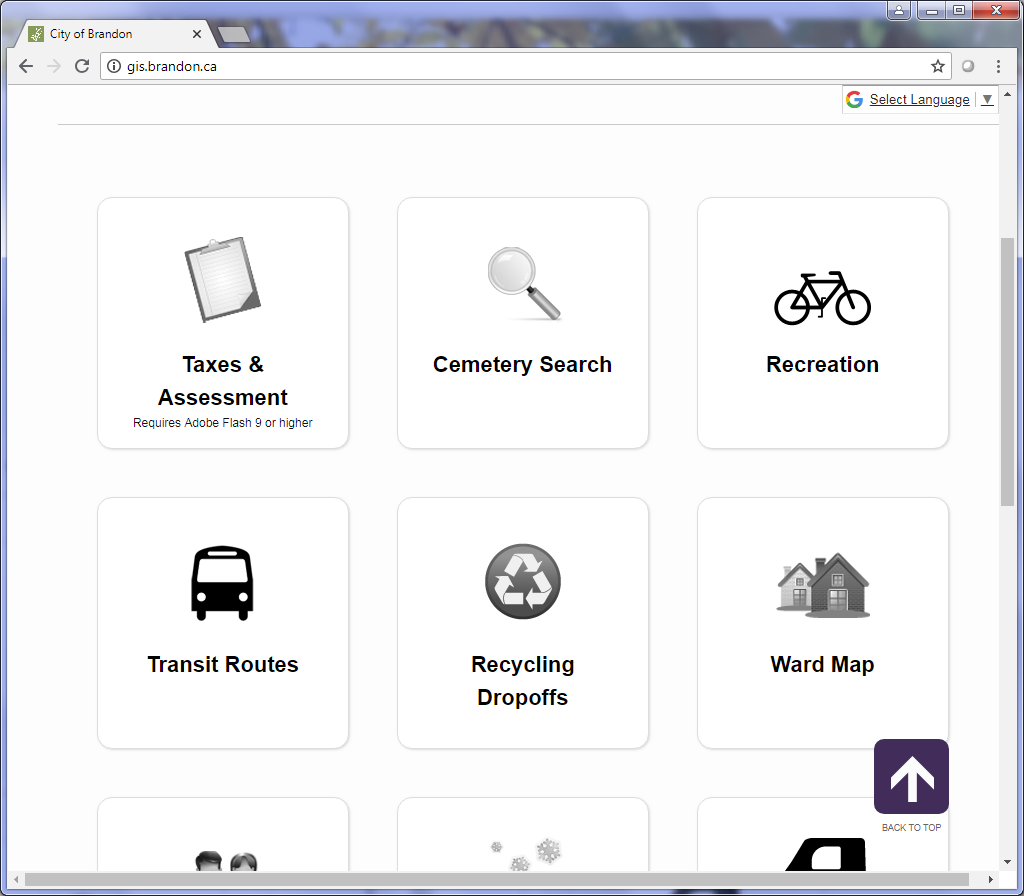 City of Brandon
gis.brandon.ca
Select Language ▼
Taxes &
Assessment
Requires Adobe Flash 9 or higher
Cemetery Search
Recreation
Transit Routes
Recycling
Dropoffs
Ward Map
BACK TO TOP